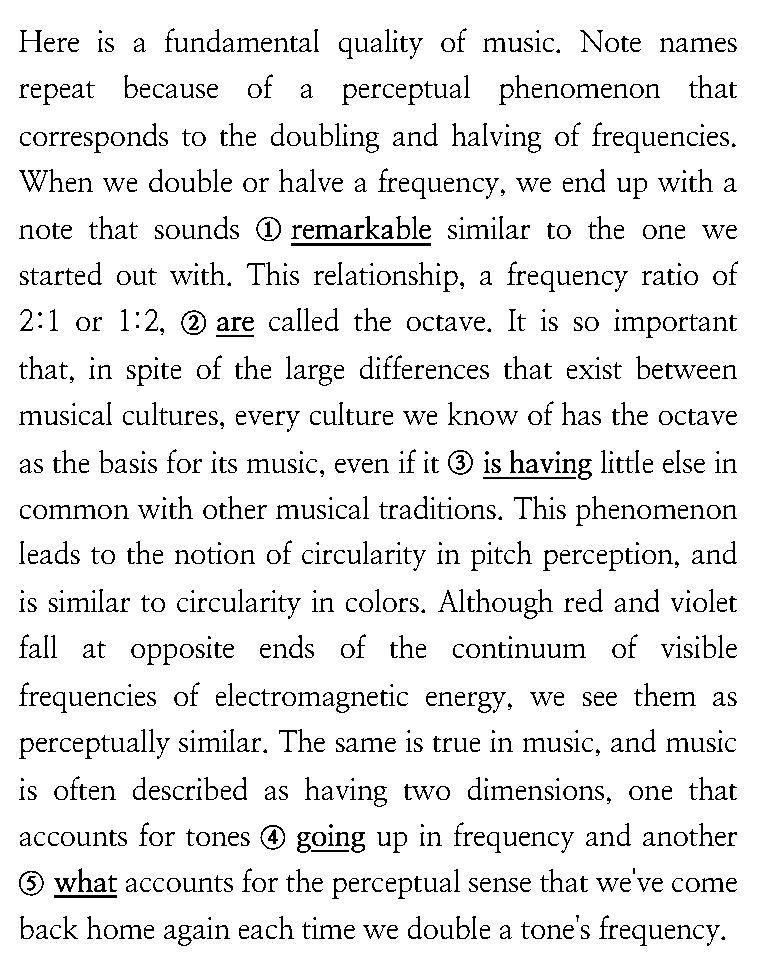 Here is a fundamental quality of music. Note names
repeat because of a perceptual phenomenon that
corresponds to the doubling and halving of frequencies.
When we double or halve a frequency, we end up with a
note that sounds ① remarkable similar to the one we
started out with. This relationship, a frequency ratio of
2:1 or 1:2, ② are called the octave. It is so important
that, in spite of the large differences that exist between
musical cultures, every culture we know of has the octave
as the basis for its music, even if it ③ is having little else in
common with other musical traditions. This phenomenon
leads to the notion of circularity in pitch perception, and
is similar to circularity in colors. Although red and violet
fall at opposite ends of the continuum of visible
frequencies of electromagnetic energy, we see them as
perceptually similar. The same is true in music, and music
is often described as having two dimensions, one that
accounts for tones ④ going up in frequency and another
⑤ what accounts for the perceptual sense that we've come
back home again each time we double a tone's frequency.